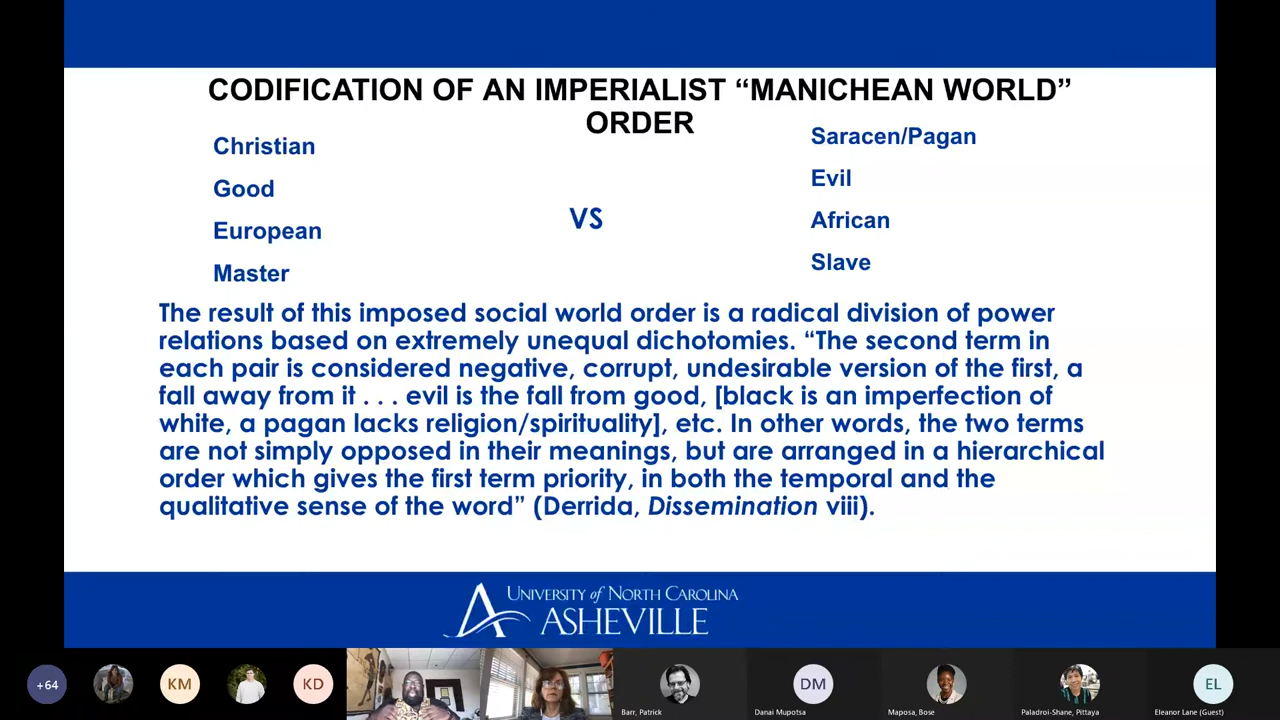 CODIFICATION OF AN IMPERIALIST “MANICHEAN WORLD”
ORDER
Christian
Good
European
Master
VS
Saracen/Pagan
Evil
African
Slave
The result of this imposed social world order is a radical division of power
relations based on extremely unequal dichotomies. “The second term in
each pair is considered negative, corrupt, undesirable version of the first, a
fall away from it . . . evil is the fall from good, [black is an imperfection of
white, a pagan lacks religion/spirituality], etc. In other words, the two terms
are not simply opposed in their meanings, but are arranged in a hierarchical
order which gives the first term priority, in both the temporal and the
qualitative sense of the word” (Derrida, Dissemination viii).
UNIVERSITY of NORTH CAROLINA
ASHEVILLE
+64
KM
KD
Barr, Patrick
DM
Danai Mupotsa
Maposa, Bose
Paladroi-Shane, Pittaya
EL
Eleanor Lane (Guest)